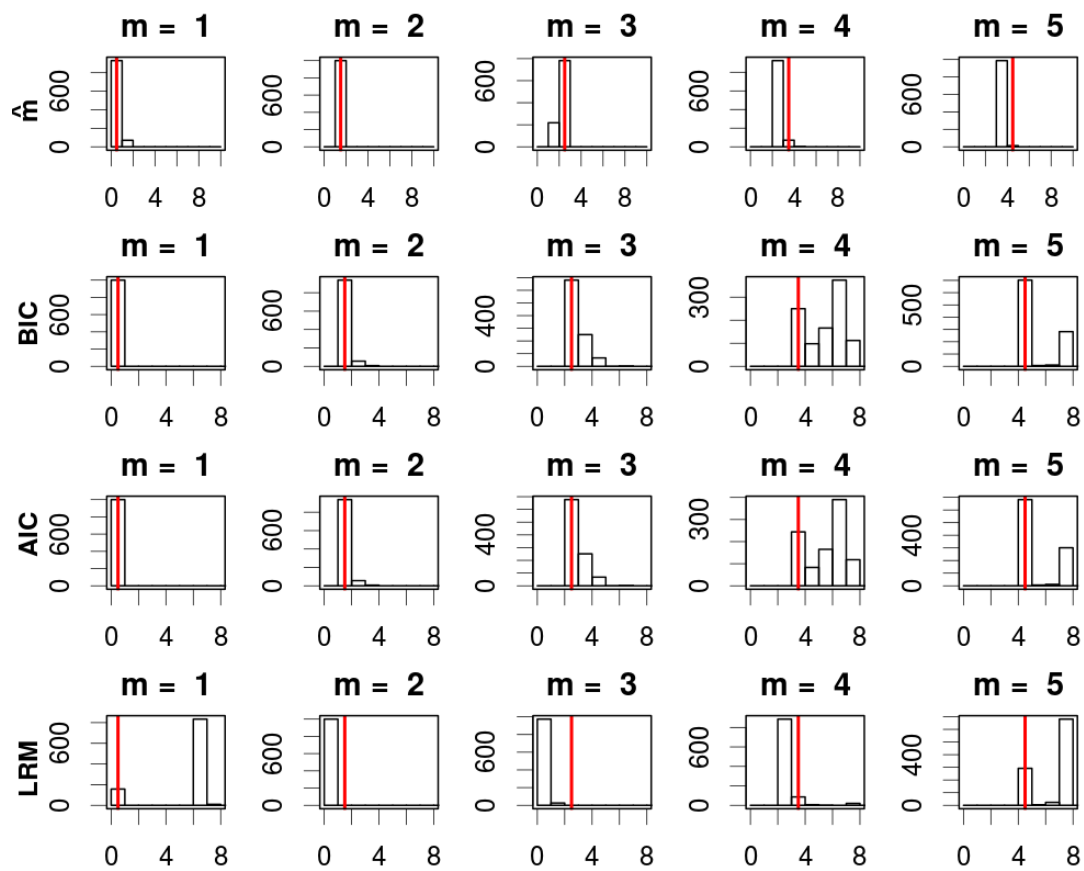 m = 1 m = 2 m = 3 m = 4 m = 5
m̂
0 600 0 600 0 600 0 600 0 600
0 4 8 0 4 8 0 4 8 0 4 8 0 4 8
m = 1 m = 2 m = 3 m = 4 m = 5
BIC
0 600 0 600 0 400 0 300 0 500
0 4 8 0 4 8 0 4 8 0 4 8 0 4 8
m = 1 m = 2 m = 3 m = 4 m = 5
AIC
0 600 0 600 0 400 0 300 0 400
0 4 8 0 4 8 0 4 8 0 4 8 0 4 8
m = 1 m = 2 m = 3 m = 4 m = 5
LRM
0 600 0 600 0 600 0 600 0 400
0 4 8 0 4 8 0 4 8 0 4 8 0 4 8